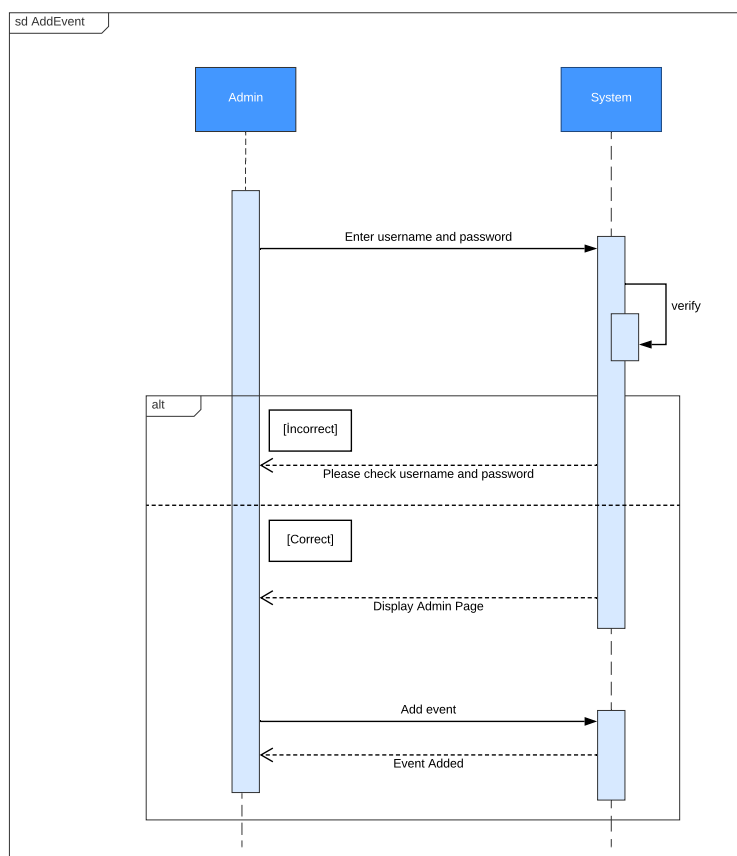 sd AddEvent
Admin
System
Enter username and password
verify
alt
[İncorrect]
Please check username and password
[Correct]
Display Admin Page
Add event
Event Added